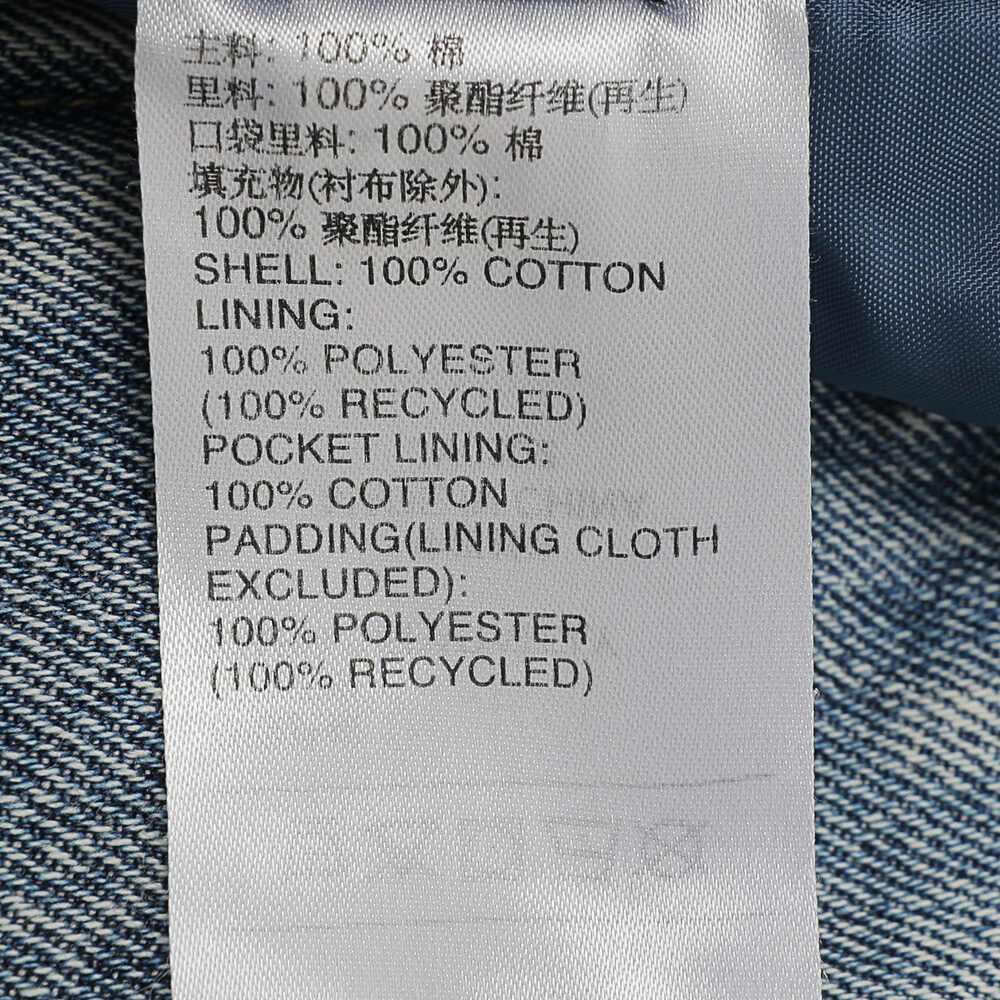 主料: 100% 棉
里料: 100% 聚酯纤维(再生)
口袋里料: 100% 棉
填充物(衬布除外):
100% 聚酯纤维(再生)
SHELL: 100% COTTON
LINING:
100% POLYESTER
(100% RECYCLED)
POCKET LINING:
100% COTTON
PADDING(LINING CLOTH
EXCLUDED):
100% POLYESTER
(100% RECYCLED)